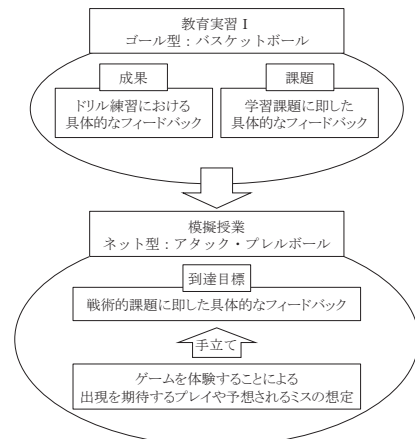 教育実習 I
ゴール型：バスケットボール
成果
ドリル練習における
具体的なフィードバック
課題
学習課題に即した
具体的なフィードバック
模擬授業
ネット型：アタック・プレルボール
到達目標
戦術的課題に即した具体的なフィードバック
手立て
ゲームを体験することによる
出現を期待するプレイや予想されるミスの想定